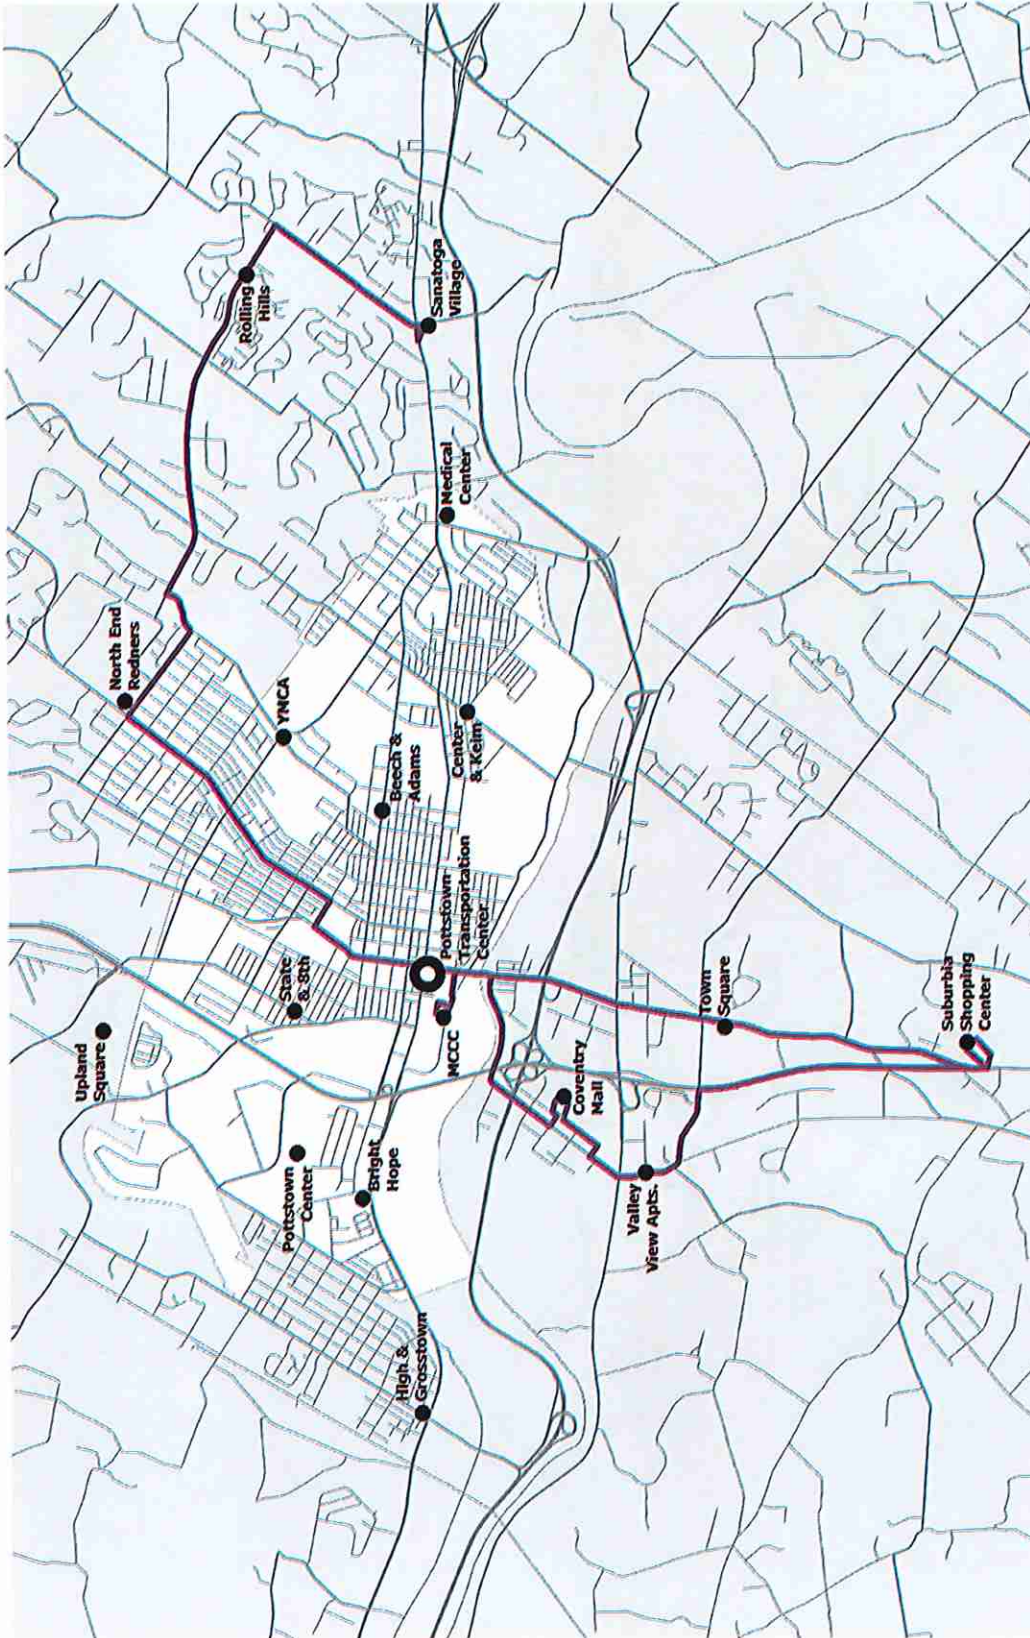 Upland
Square
North End
Redners
Rolling
Hills
YMCA
State
& 8th
Pottstown
Center
Bright
Hope
Beech &
Adams
High &
Grosstown
Sanatoga
Village
Medical
Center
Pottstown
Transportation
Center
MCCC
Center
& Keim
Coventry
Mall
Valley
View Apts.
Town
Square
Suburbia
Shopping
Center